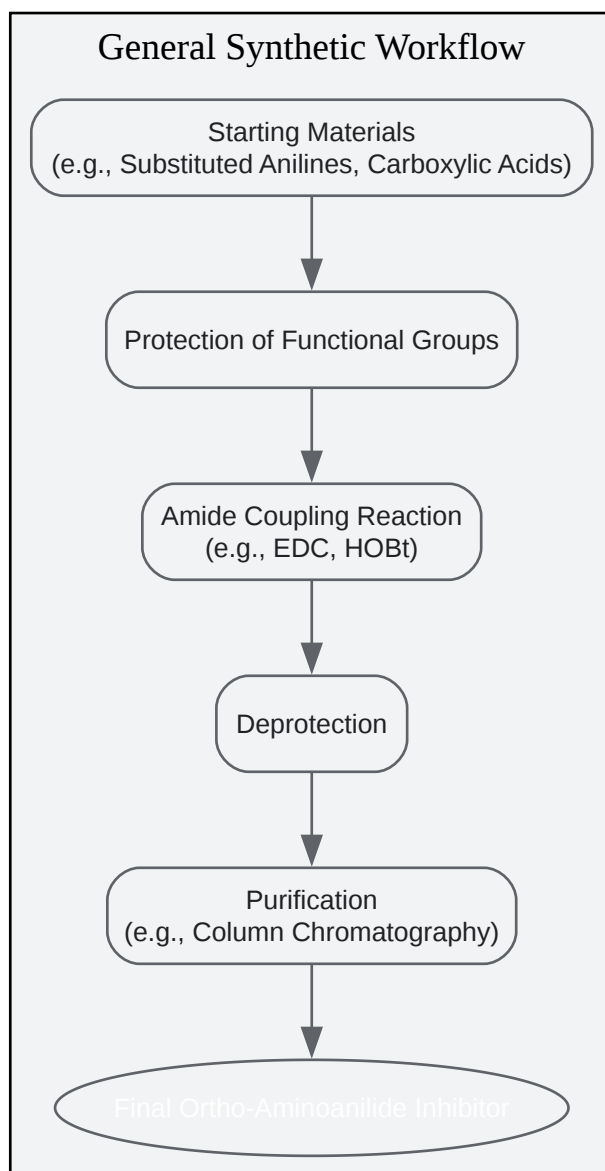 General Synthetic Workflow
Starting Materials
(e.g., Substituted Anilines, Carboxylic Acids)
Protection of Functional Groups
Amide Coupling Reaction
(e.g., EDC, HOBt)
Deprotection
Purification
(e.g., Column Chromatography)
Final Ortho-Aminoanilide Inhibitor